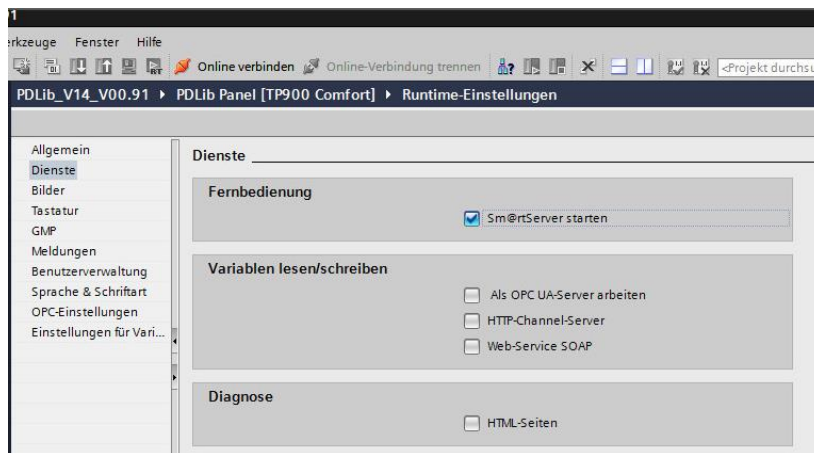 rkzeuge Fenster Hilfe
Online verbinden Online-Verbindung trennen <Projekt durchsu
PDLib_V14_V00.91 PDLib Panel [TP900 Comfort] Runtime-Einstellungen
Allgemein
Dienste
Bilder
Tastatur
GMP
Meldungen
Benutzerverwaltung
Sprache & Schriftart
OPC-Einstellungen
Einstellungen für Vari...
Dienste
Fernbedienung
Sm@rtServer starten
Variablen lesen/schreiben
Als OPC UA-Server arbeiten
HTTP-Channel-Server
Web-Service SOAP
Diagnose
HTML-Seiten